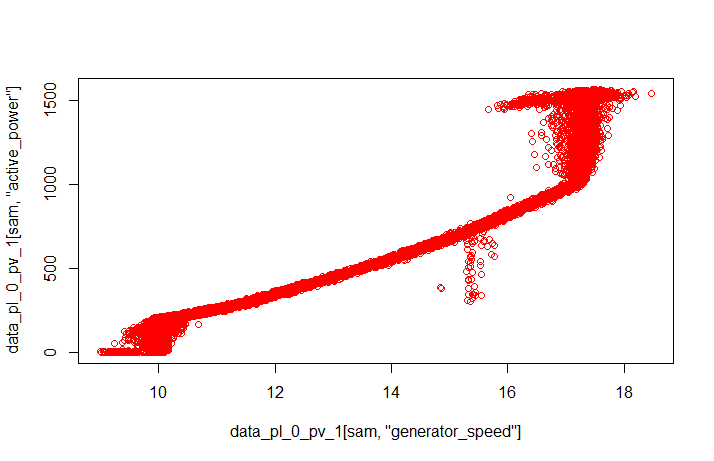 data_pl_0_pv_1[sam, "active_power"]
1500
1000
500
0
10 12 14 16 18
data_pl_0_pv_1[sam, "generator_speed"]